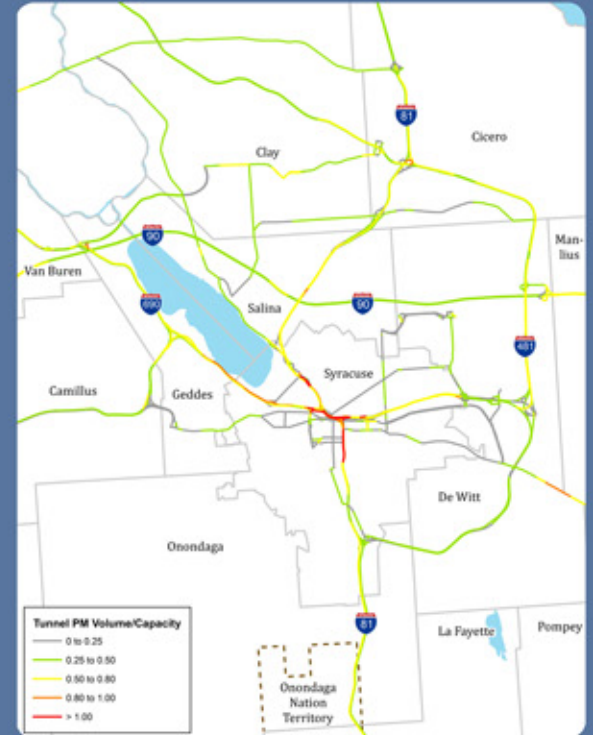 81
Cicero
Clay
90
Man-
lius
Van Buren
690
Salina
90
481
Syracuse
Camillus
Geddes
De Witt
Onondaga
Tunnel PM Volume/Capacity
0 to 0.25
0.25 to 0.50
0.50 to 0.80
0.80 to 1.00
> 1.00
81
La Fayette
Pompey
Onondaga
Nation
Territory